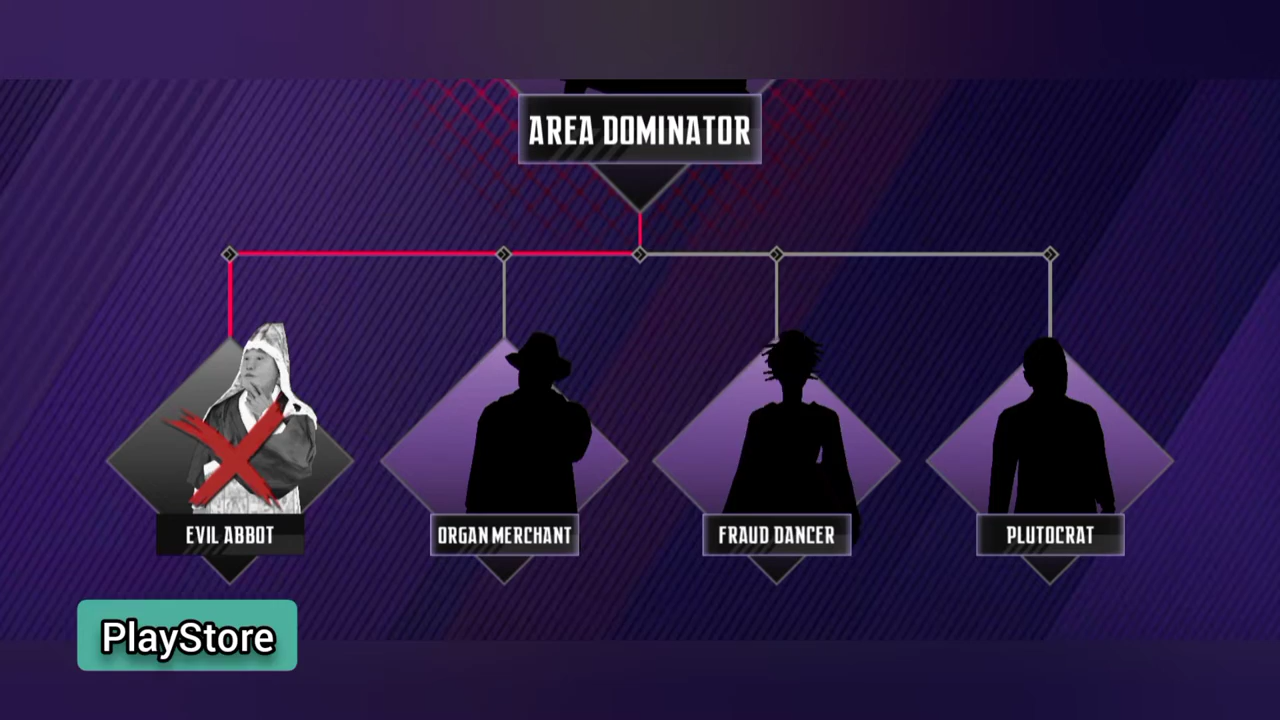 AREA DOMINATOR
EVIL ABBOT
ORGAN MERCHANT
FRAUD DANCER
PLUTOCRAT
PlayStore